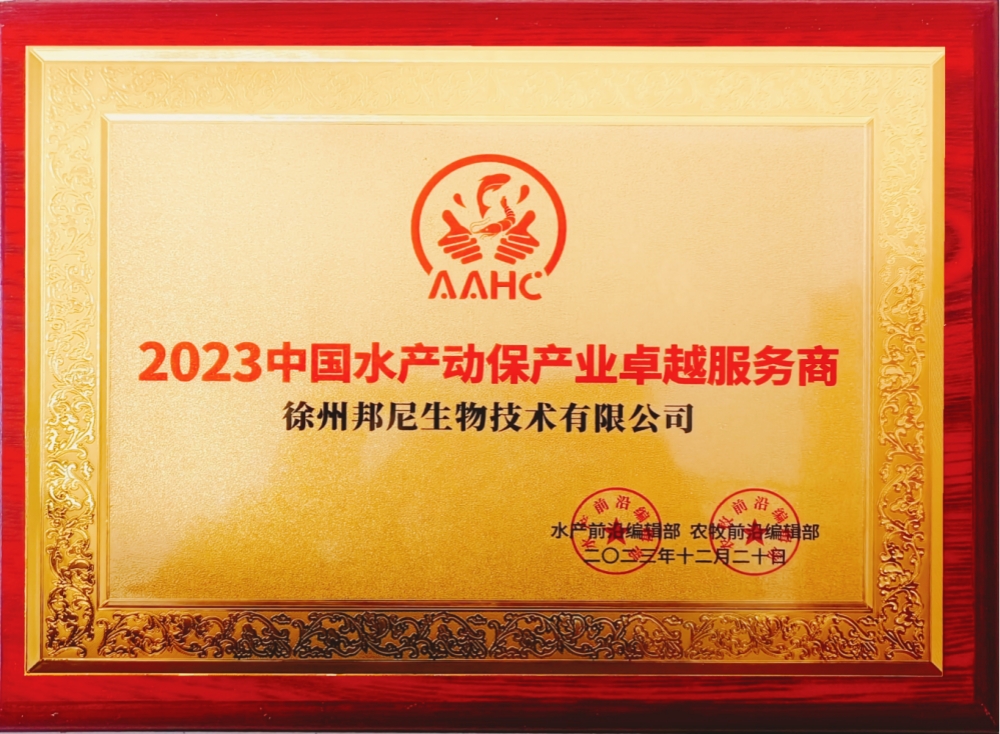 AAHC
2023中国水产动保产业卓越服务商
徐州邦尼生物技术有限公司
水产前沿编辑部 农牧前沿编辑部
二〇二三年十二月二十日